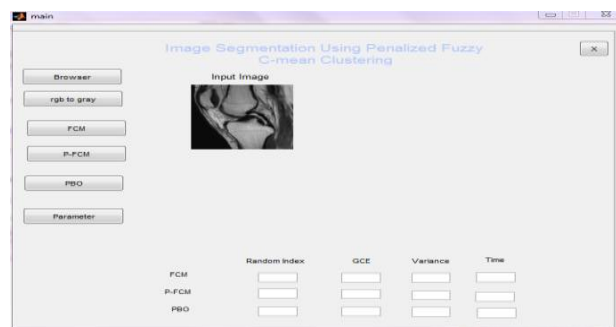 main
Image Segmentation Using Penalized Fuzzy
C-mean Clustering
Browser
rgb to gray
FCM
P-FCM
PBO
Parameter
Input Image
Random Index GCE Variance Time
FCM
P-FCM
PBO